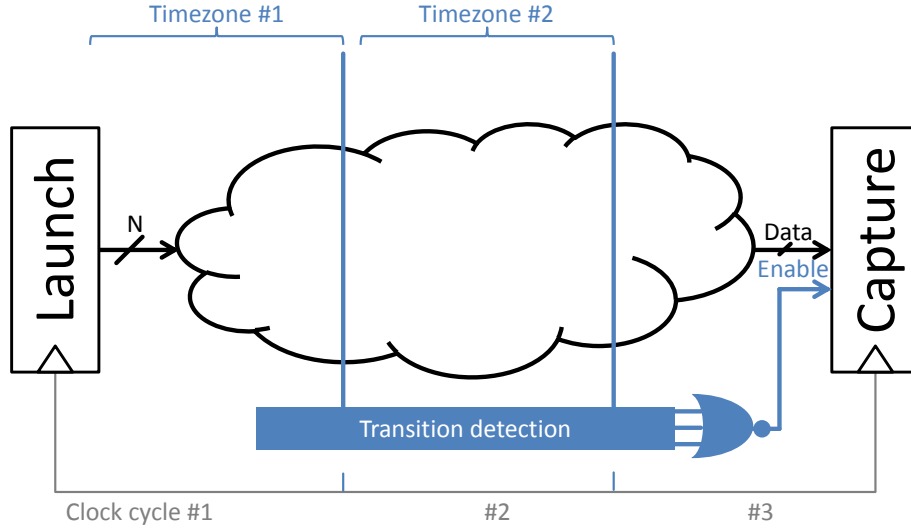 Timezone #1
Timezone #2
Launch
N
Data
Enable
Capture
Transition detection
Clock cycle #1
#2
#3